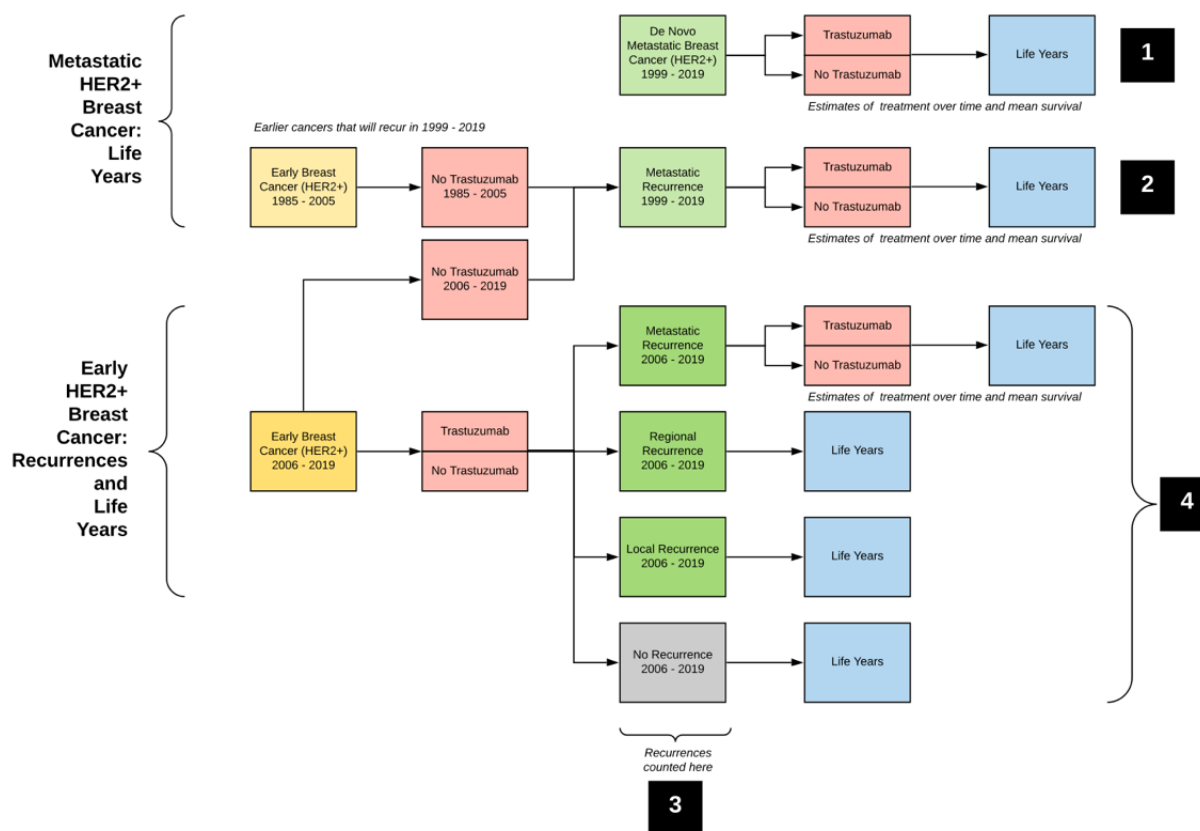 Metastatic
HER2+
Breast
Cancer:
Life
Years
De Novo
Metastatic Breast
Cancer (HER2+)
1999 - 2019
Trastuzumab
No Trastuzumab
Life Years
1
Estimates of treatment over time and mean survival
Earlier cancers that will recur in 1999 - 2019
Early Breast
Cancer (HER2+)
1985 - 2005
No Trastuzumab
1985 - 2005
Metastatic
Recurrence
1999 - 2019
Trastuzumab
No Trastuzumab
Life Years
2
Estimates of treatment over time and mean survival
No Trastuzumab
2006 - 2019
Early
HER2+
Breast
Cancer:
Recurrences
and
Life
Years
Metastatic
Recurrence
2006 - 2019
Trastuzumab
No Trastuzumab
Life Years
Estimates of treatment over time and mean survival
Early Breast
Cancer (HER2+)
2006 - 2019
Trastuzumab
No Trastuzumab
Regional
Recurrence
2006 - 2019
Life Years
4
Local Recurrence
2006 - 2019
Life Years
No Recurrence
2006 - 2019
Life Years
Recurrences
counted here
3